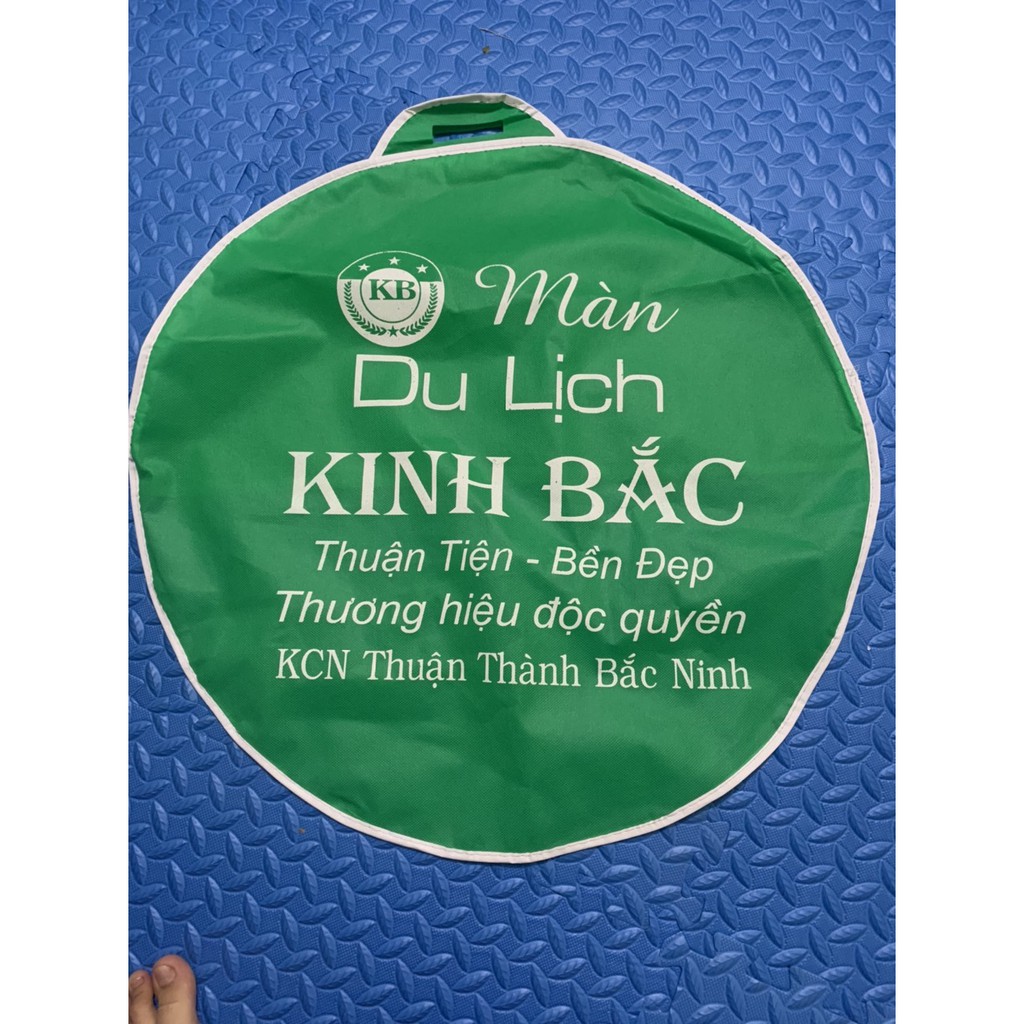 KB Màn
Du Lịch
KINH BẮC
Thuận Tiện - Bền Đẹp
Thương hiệu độc quyền
KCN Thuận Thành Bắc Ninh